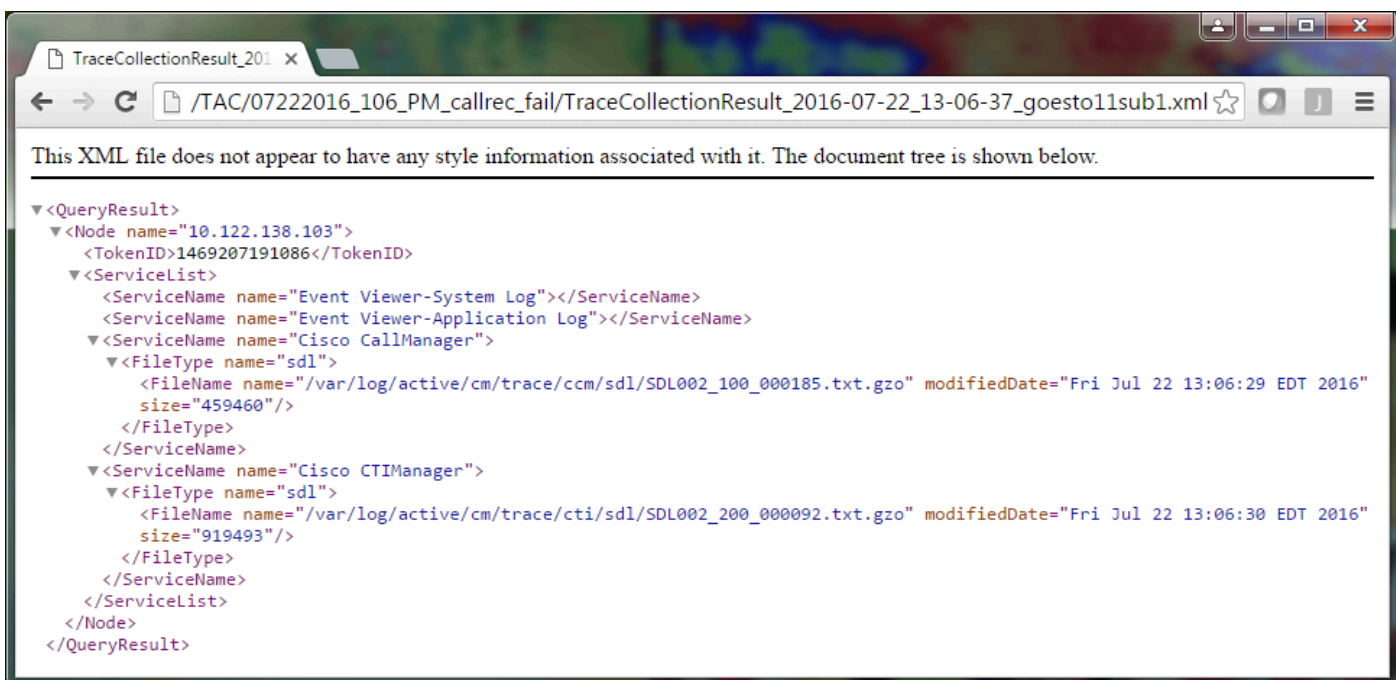 TraceCollectionResult_201
/TAC/07222016_106_PM_callrec_fail/TraceCollectionResult_2016-07-22_13-06-37_goesto11sub1.xml
J
This XML file does not appear to have any style information associated with it. The document tree is shown below.
▼<QueryResult>
▼<Node name="10.122.138.103">
<TokenID>1469207191086</TokenID>
▼<ServiceList>
<ServiceName name="Event Viewer-System Log"></ServiceName>
<ServiceName name="Event Viewer-Application Log"></ServiceName>
▼<ServiceName name="Cisco CallManager">
▼<FileType name="sdl">
<FileName name="/var/log/active/cm/trace/ccm/sdl/SDL002_100_000185.txt.gzo" modifiedDate="Fri Jul 22 13:06:29 EDT 2016"
size="459460"/>
</FileType>
</ServiceName>
▼<ServiceName name="Cisco CTIManager">
▼<FileType name="sdl">
<FileName name="/var/log/active/cm/trace/cti/sdl/SDL002_200_000092.txt.gzo" modifiedDate="Fri Jul 22 13:06:30 EDT 2016"
size="919493"/>
</FileType>
</ServiceName>
</ServiceList>
</Node>
</QueryResult>